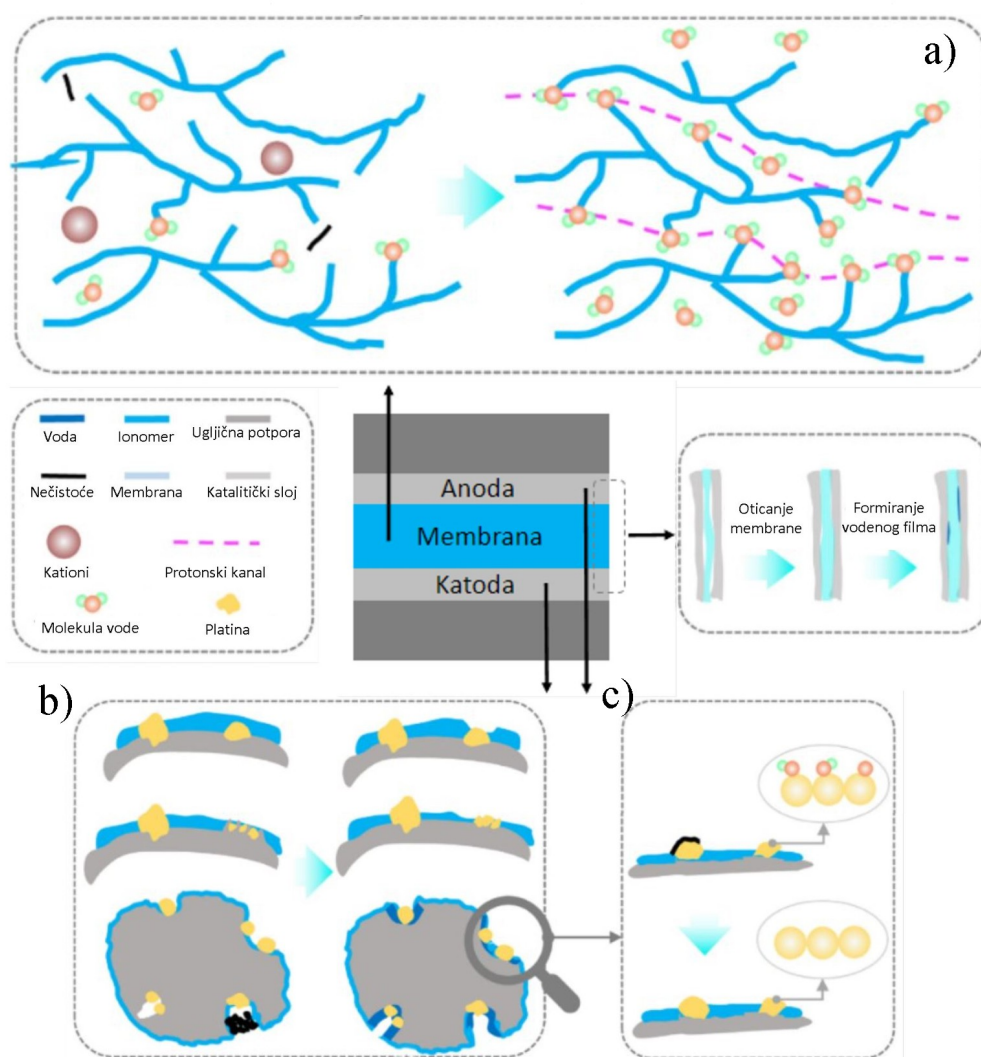 a)
Voda
Ionomer
Ugljična potpora
Nečistoće
Membrana
Katalitički sloj
Kationi
Protonski kanal
Molekula vode
Platina
Anoda
Membrana
Katoda
Oticanje
membrane
Formiranje
vodenog filma
b)
c)